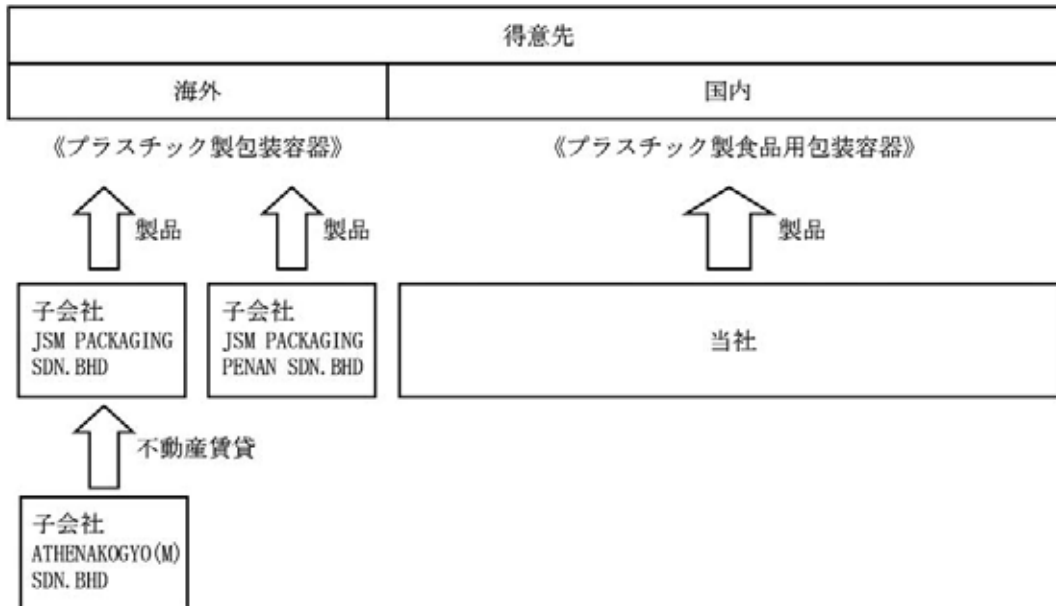 得意先
海外
国内
《プラスチック製包装容器》
《プラスチック製食品用包装容器》
製品
製品
製品
子会社
JSM PACKAGING
SDN.BHD
子会社
JSM PACKAGING
PENAN SDN.BHD
当社
不動産賃貸
子会社
ATHENAKOGYO(M)
SDN.BHD